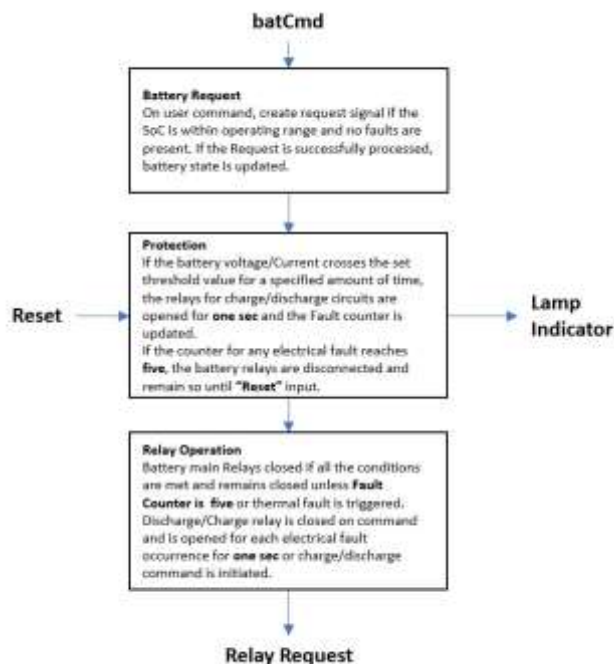 batCmd
Battery Request
On user command, create request signal if the
SoC is within operating range and no faults are
present. If the Request is successfully processed,
battery state is updated.
Protection
If the battery voltage/Current crosses the set
threshold value for a specified amount of time,
the relays for charge/discharge circuits are
opened for one sec and the Fault counter is
updated.
If the counter for any electrical fault reaches
five, the battery relays are disconnected and
remain so until "Reset" input.
Reset
Lamp
Indicator
Relay Operation
Battery main Relays closed if all the conditions
are met and remains closed unless Fault
Counter is five or thermal fault is triggered.
Discharge/Charge relay is closed on command
and is opened for each electrical fault
occurrence for one sec or charge/discharge
command is initiated.
Relay Request